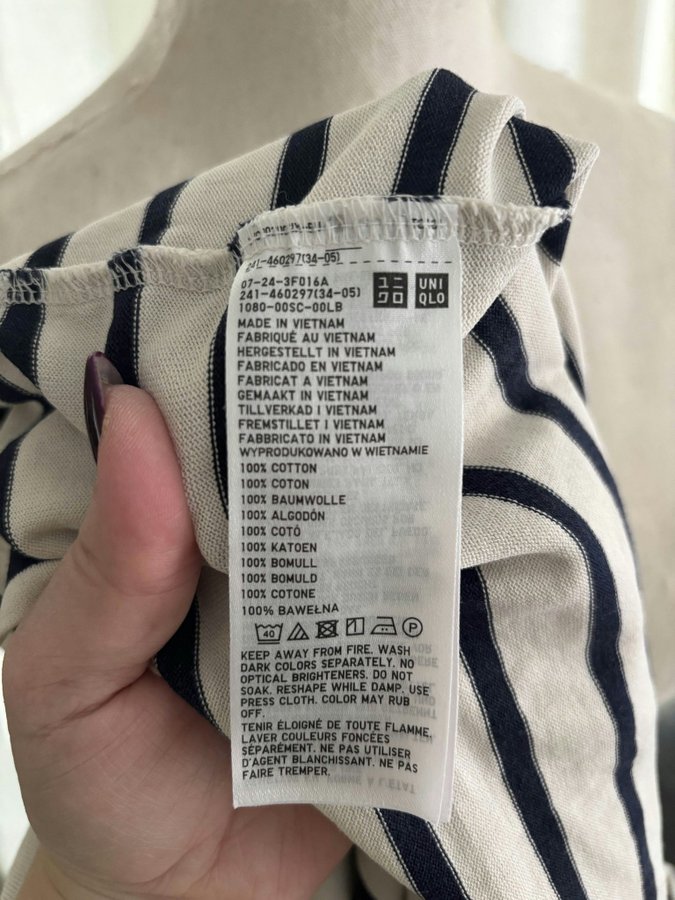 241-460297(34-05)
07-24-3F016A
241-460297(34-05)
1080-00SC-00LB
ユニ
クロ
UNI
QLO
MADE IN VIETNAM
FABRIQUÉ AU VIETNAM
HERGESTELLT IN VIETNAM
FABRICADO EN VIETNAM
FABRICAT A VIETNAM
GEMAAKT IN VIETNAM
TILLVERKAD I VIETNAM
FREMSTILLET I VIETNAM
FABBRICATO IN VIETNAM
WYPRODUKOWANO W WIETNAMIE
100% COTTON
100% COTON
100% BAUMWOLLE
100% ALGODÓN
100% COTÓ
100% KATOEN
100% BOMULL
100% BOMULD
100% COTONE
100% BAWEŁNA
40 P
KEEP AWAY FROM FIRE. WASH
DARK COLORS SEPARATELY. NO
OPTICAL BRIGHTENERS. DO NOT
SOAK. RESHAPE WHILE DAMP. USE
PRESS CLOTH. COLOR MAY RUB
OFF.
TENIR ÉLOIGNÉ DE TOUTE FLAMME.
LAVER COULEURS FONCÉES
SÉPARÉMENT. NE PAS UTILISER
D'AGENT BLANCHISSANT. NE PAS
FAIRE TREMPER.